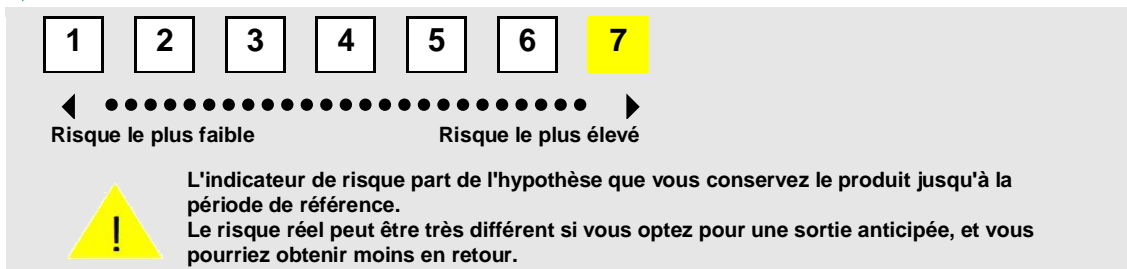 1 2 3 4 5 6 7
Risque le plus faible Risque le plus élevé
! L'indicateur de risque part de l'hypothèse que vous conservez le produit jusqu'à la
période de référence.
Le risque réel peut être très différent si vous optez pour une sortie anticipée, et vous
pourriez obtenir moins en retour.